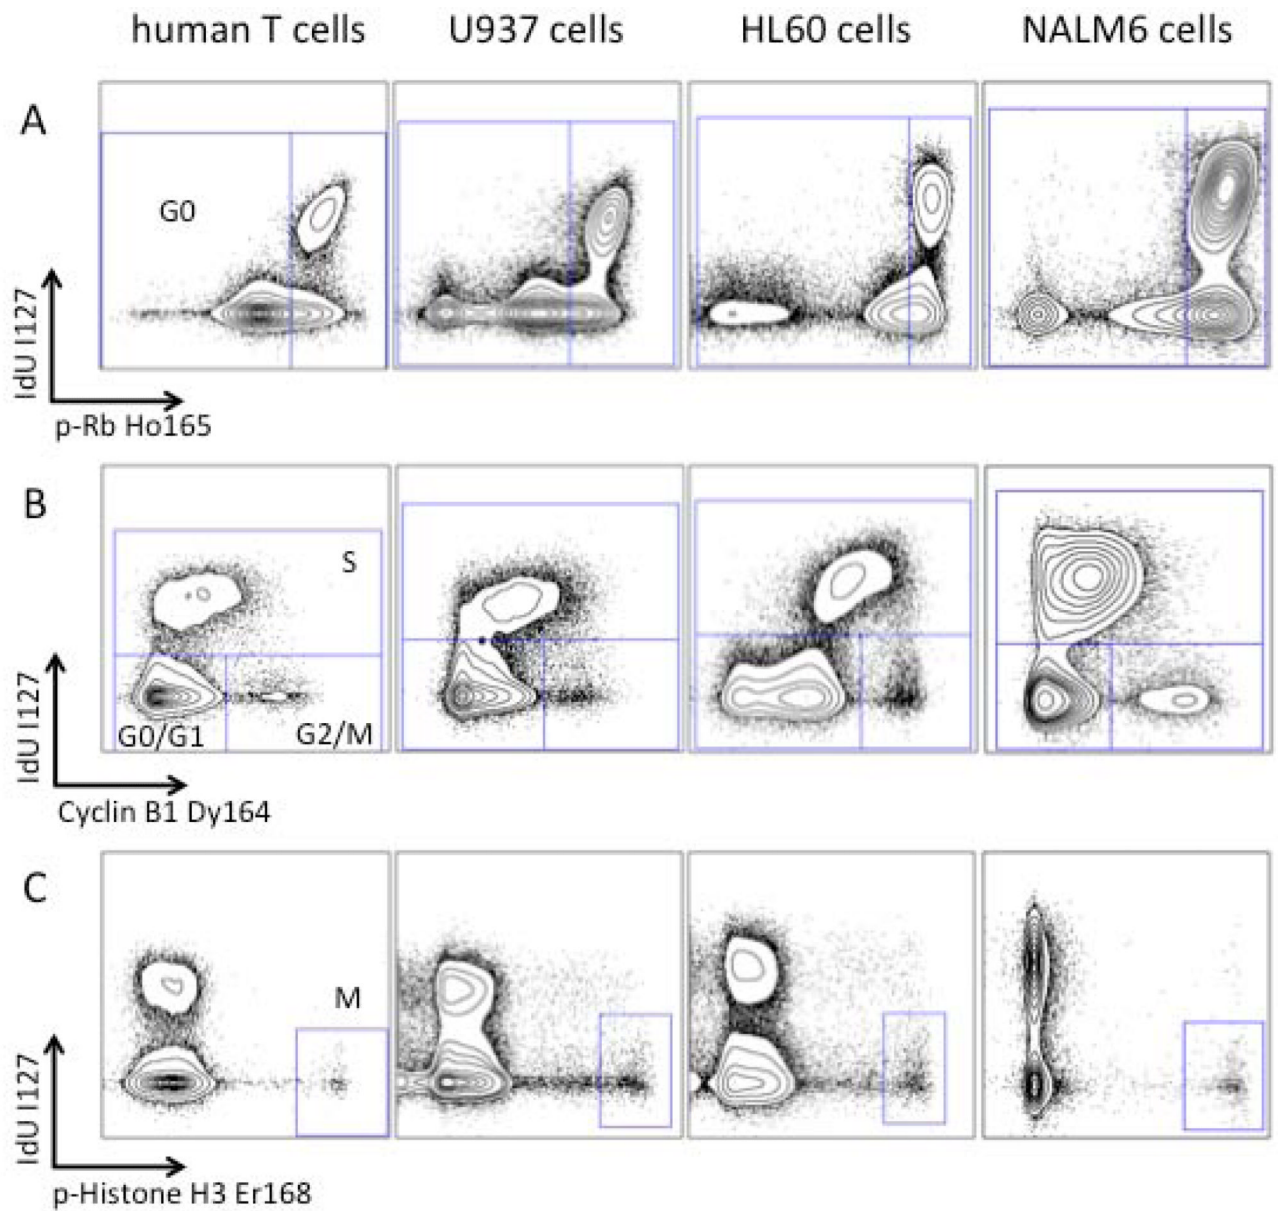 human T cells U937 cells HL60 cells NALM6 cells
A
G0
IdU I127
p-Rb Ho165
B
S
G0/G1 G2/M
IdU I127
Cyclin B1 Dy164
C
M
IdU I127
p-Histone H3 Er168